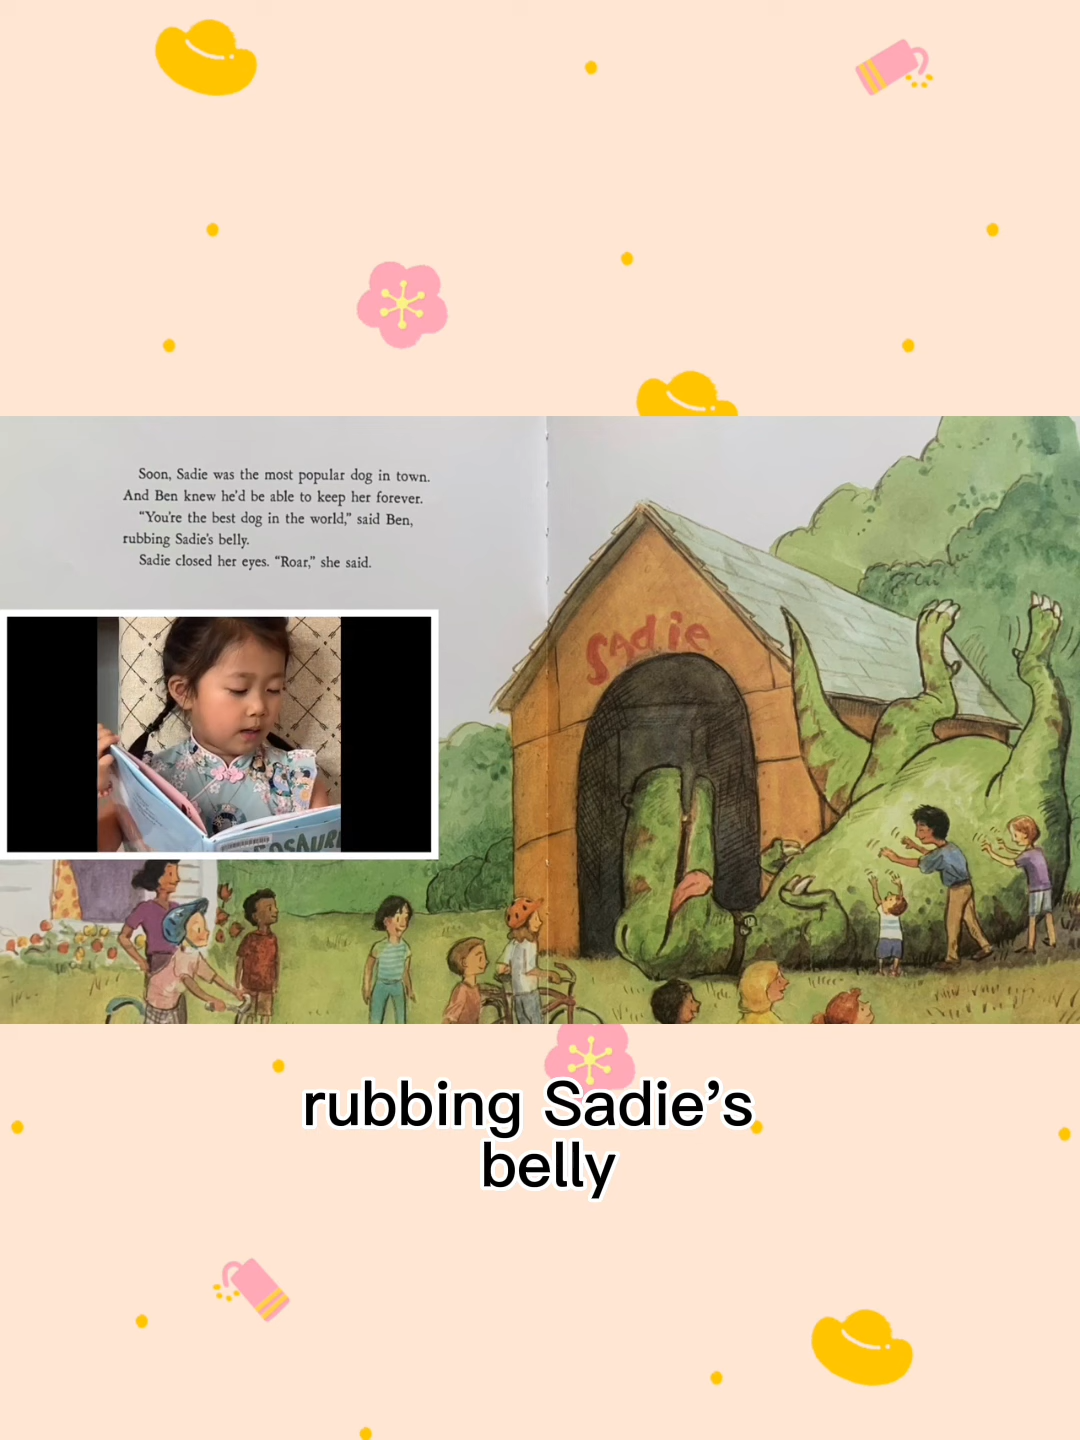 Soon, Sadie was the most popular dog in town.
And Ben knew he'd be able to keep her forever.
"You're the best dog in the world," said Ben,
rubbing Sadie's belly.
Sadie closed her eyes. "Roar," she said.
Sadie
rubbing Sadie’s
belly